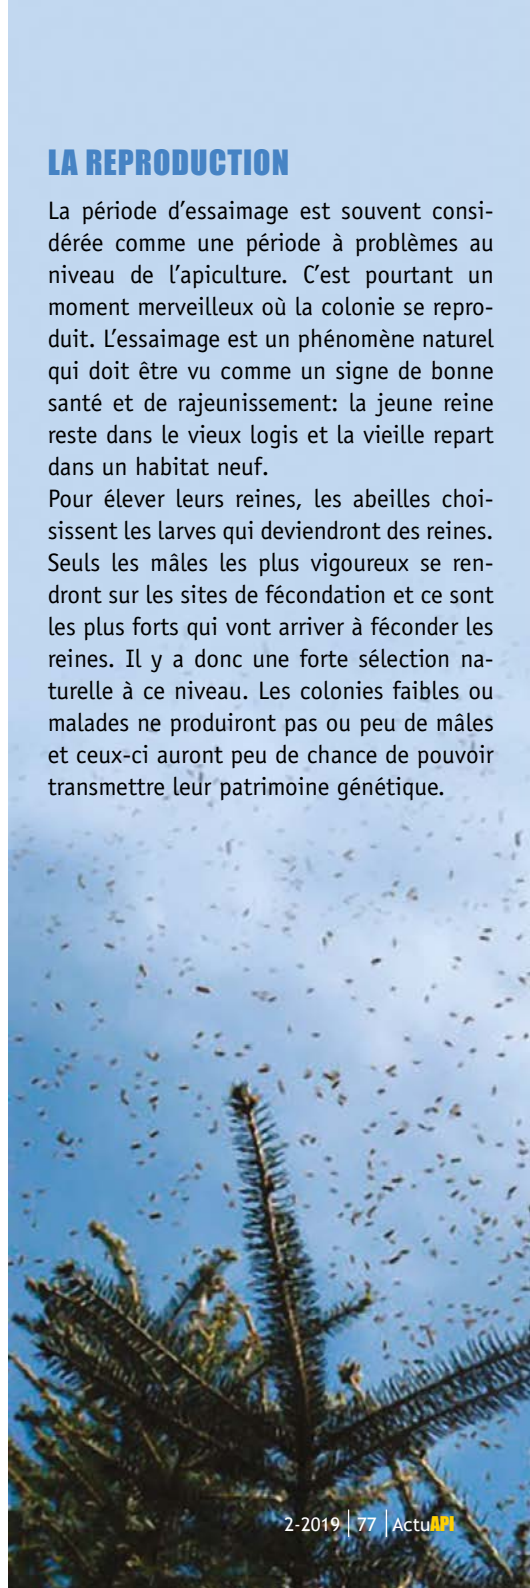 LA REPRODUCTION
La période d’essaimage est souvent consi-
dérée comme une période à problèmes au
niveau de l’apiculture. C’est pourtant un
moment merveilleux où la colonie se repro-
duit. L’essaimage est un phénomène naturel
qui doit être vu comme un signe de bonne
santé et de rajeunissement: la jeune reine
reste dans le vieux logis et la vieille repart
dans un habitat neuf.
Pour élever leurs reines, les abeilles choi-
sissent les larves qui deviendront des reines.
Seuls les mâles les plus vigoureux se ren-
dront sur les sites de fécondation et ce sont
les plus forts qui vont arriver à féconder les
reines. Il y a donc une forte sélection na-
turelle à ce niveau. Les colonies faibles ou
malades ne produiront pas ou peu de mâles
et ceux-ci auront peu de chance de pouvoir
transmettre leur patrimoine génétique.
2-2019 | 77 | ActuAPI